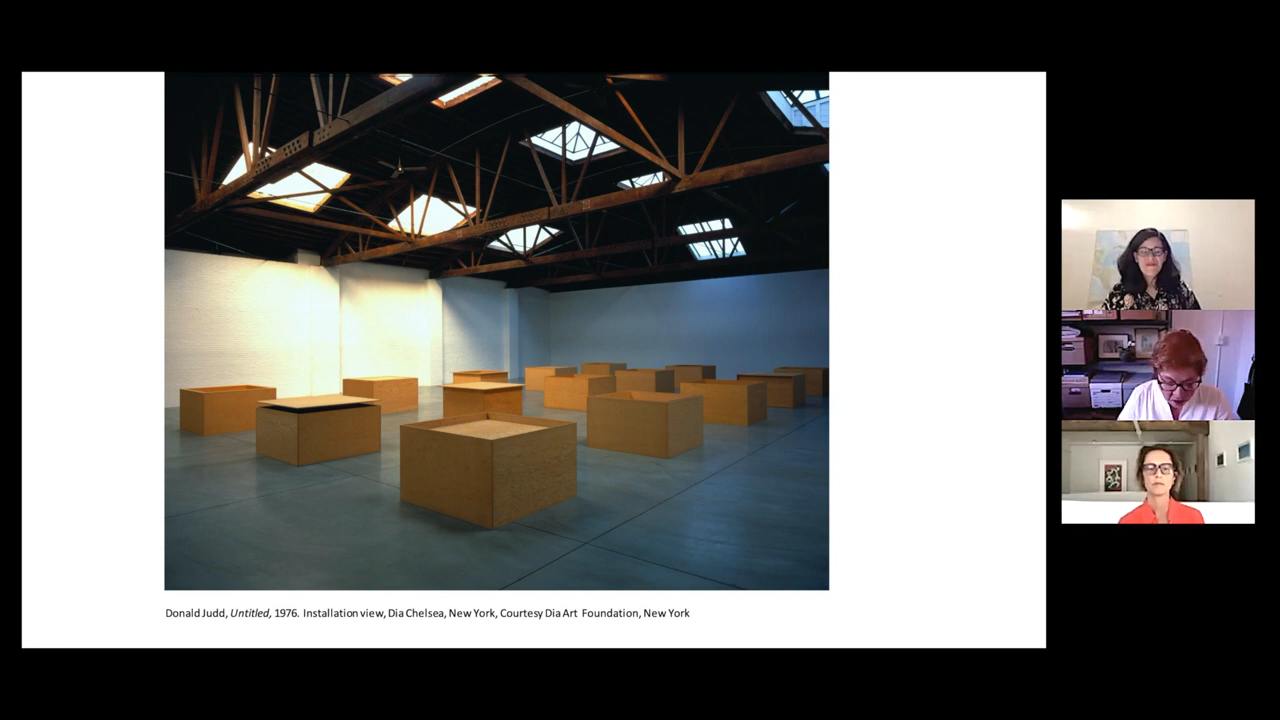 Donald Judd, Untitled, 1976. Installation view, Dia Chelsea, New York, Courtesy Dia Art Foundation, New York